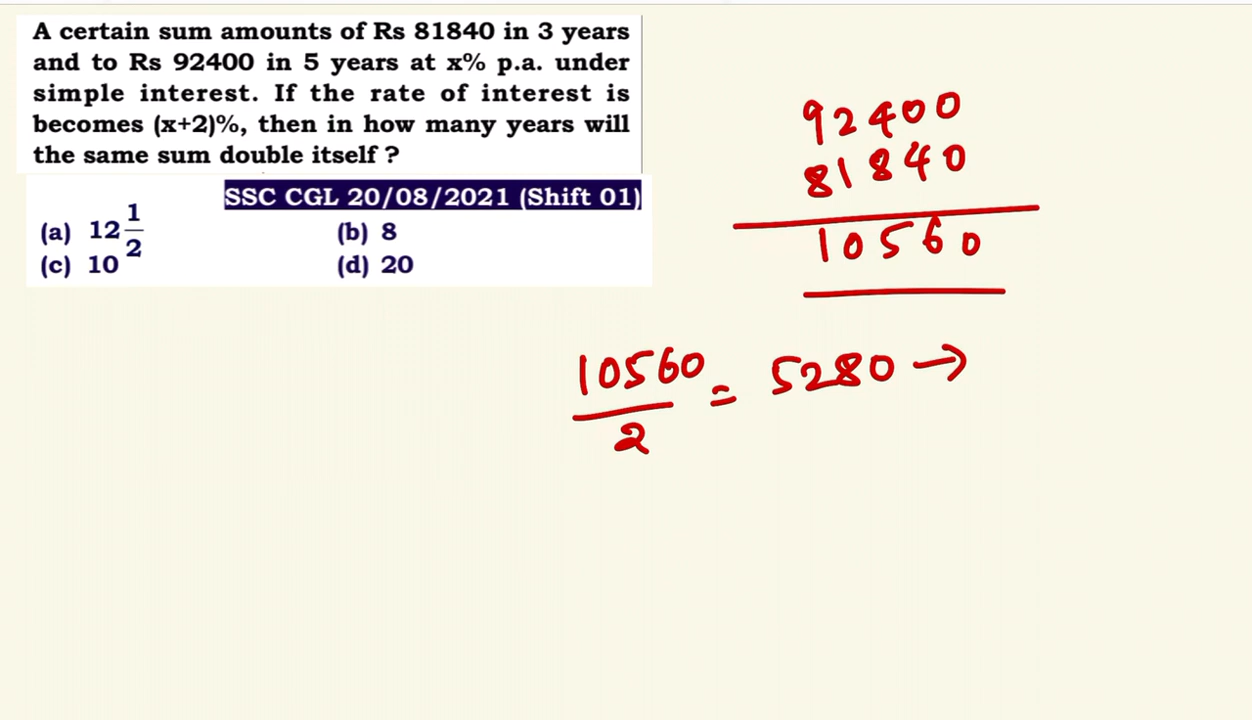 A certain sum amounts of Rs 81840 in 3 years
and to Rs 92400 in 5 years at x% p.a. under
simple interest. If the rate of interest is
becomes (x+2)%, then in how many years will
the same sum double itself ?
SSC CGL 20/08/2021 (Shift 01)
(a) 12 1/2
(b) 8
(c) 10
(d) 20
92400
81840
10560
10560/2 = 5280 →